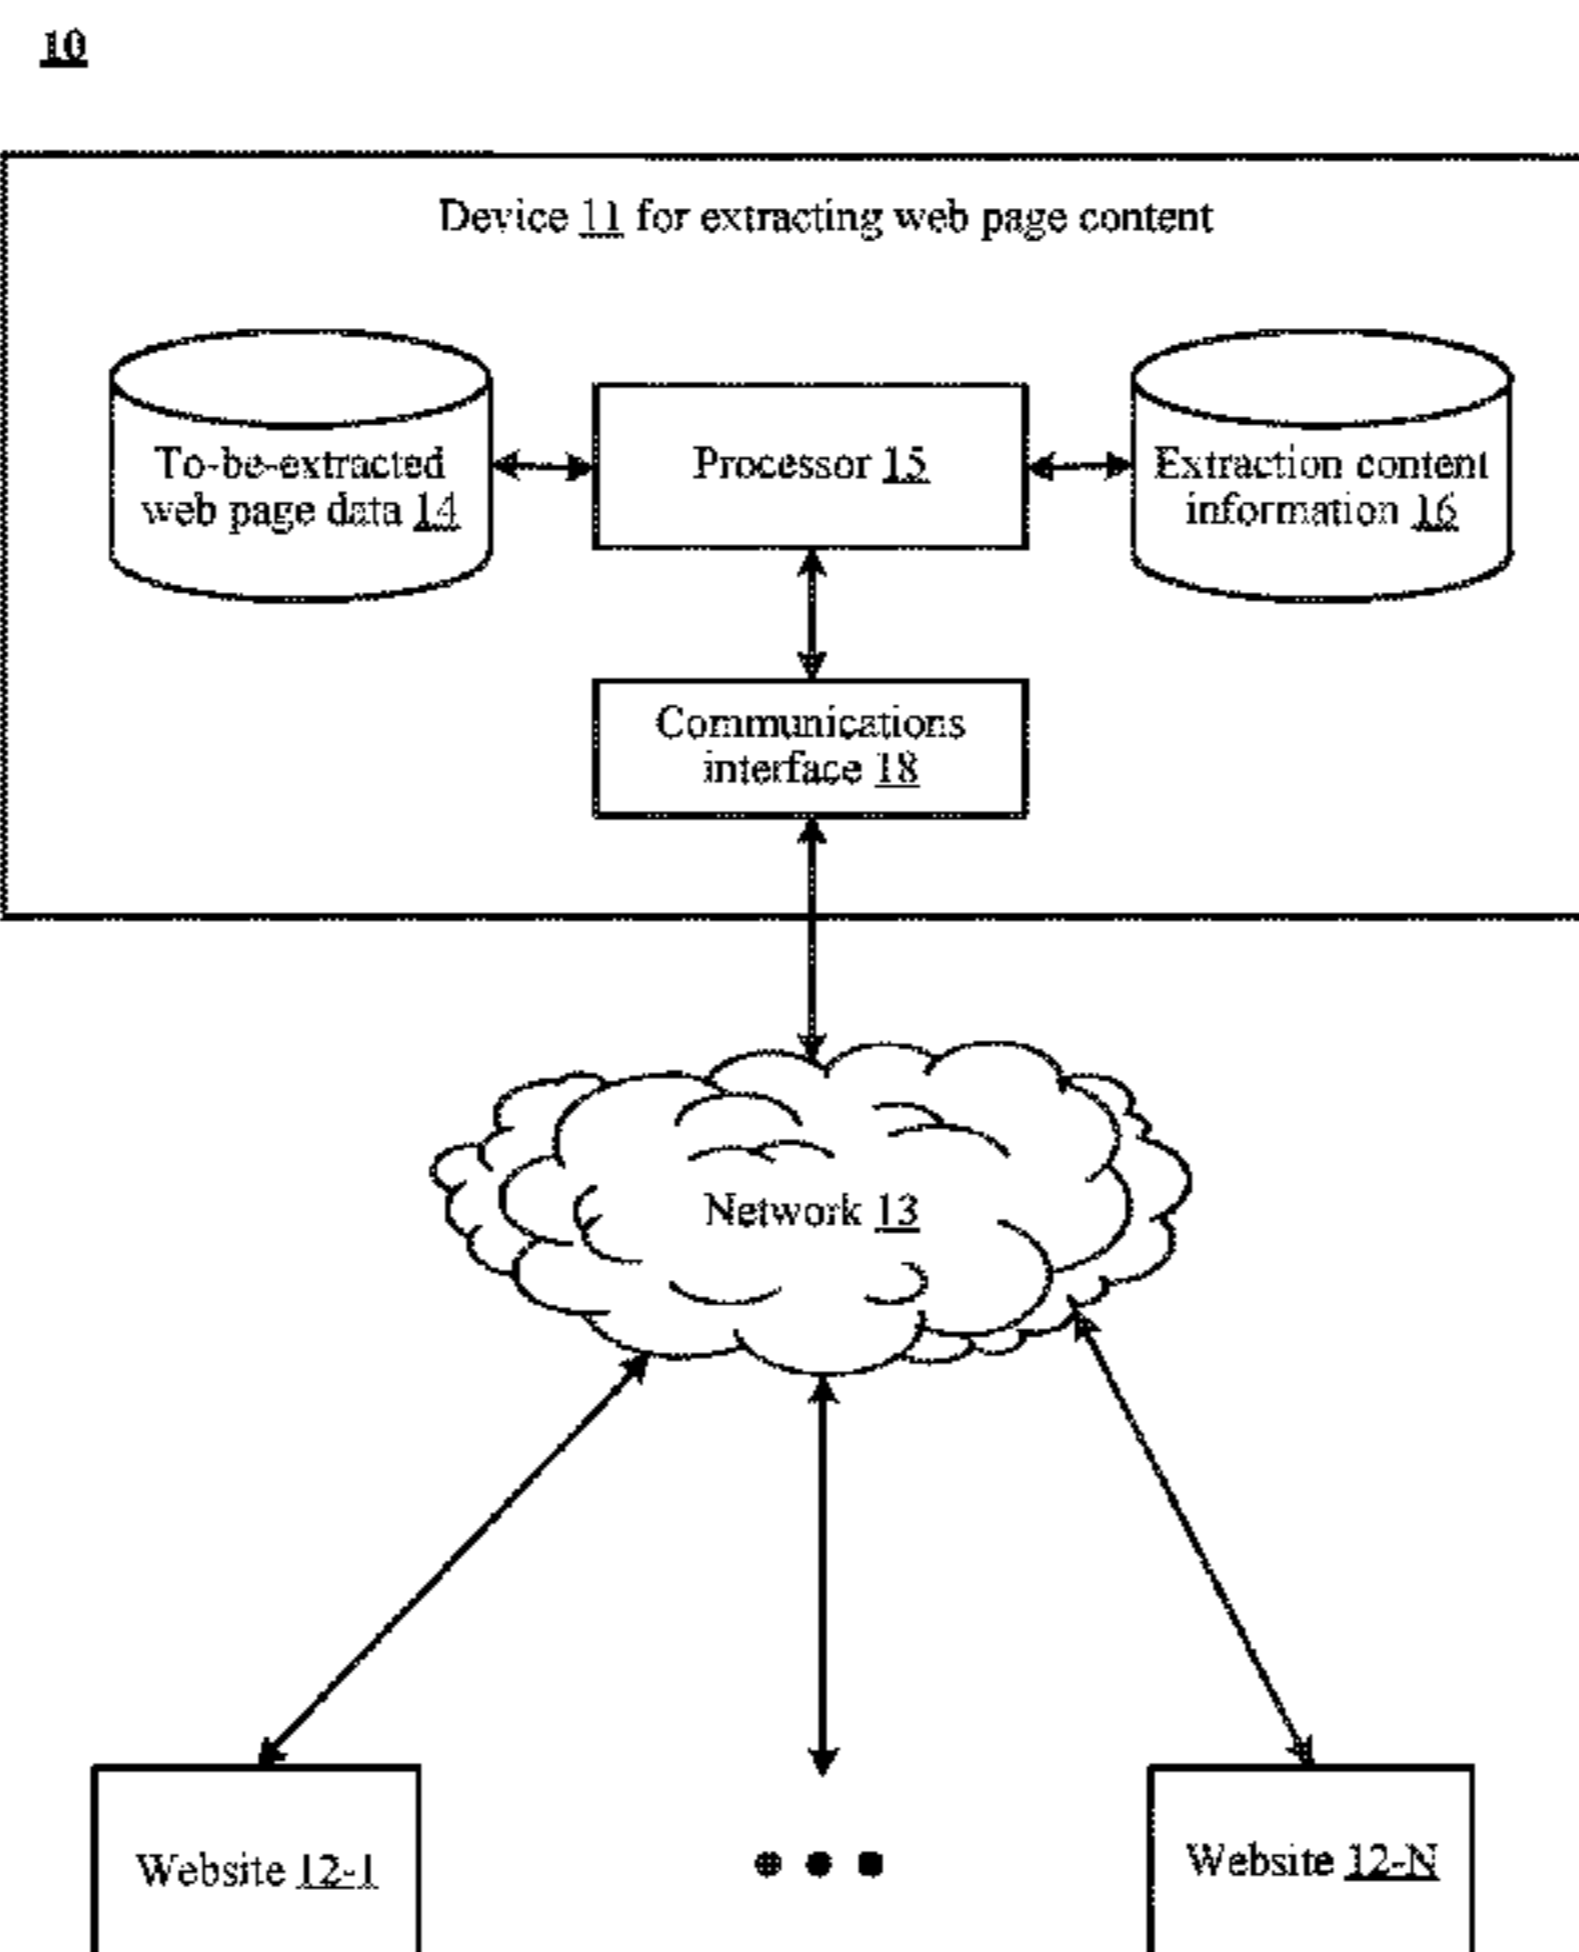 10
Device 11 for extracting web page content
To-be-extracted
web page data 14
Processor 15
Extraction content
information 16
Communications
interface 18
Network 13
Website 12-1
Website 12-N